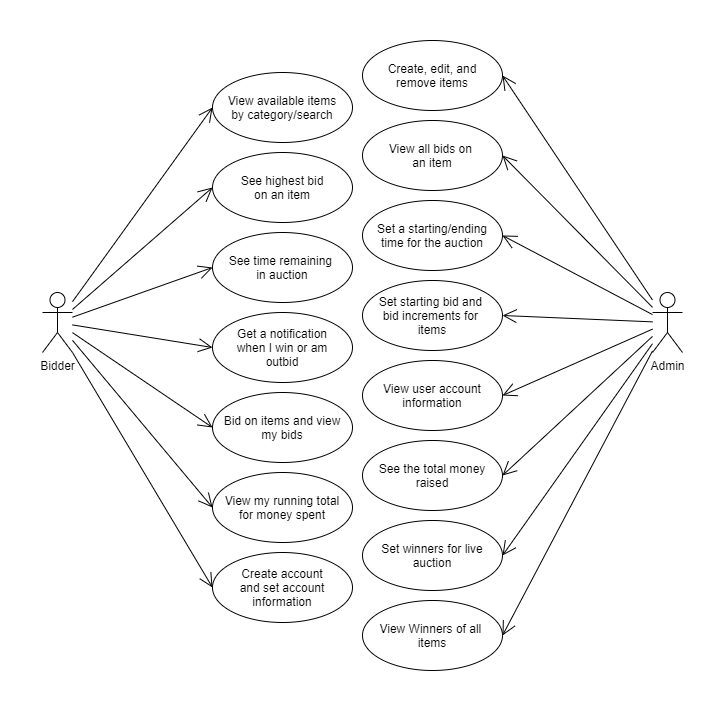 Create, edit, and
remove items
View available items
by category/search
View all bids on
an item
See highest bid
on an item
Set a starting/ending
time for the auction
See time remaining
in auction
Set starting bid and
bid increments for
items
Get a notification
when I win or am
outbid
Bidder
Admin
View user account
information
Bid on items and view
my bids
See the total money
raised
View my running total
for money spent
Set winners for live
auction
Create account
and set account
information
View Winners of all
items